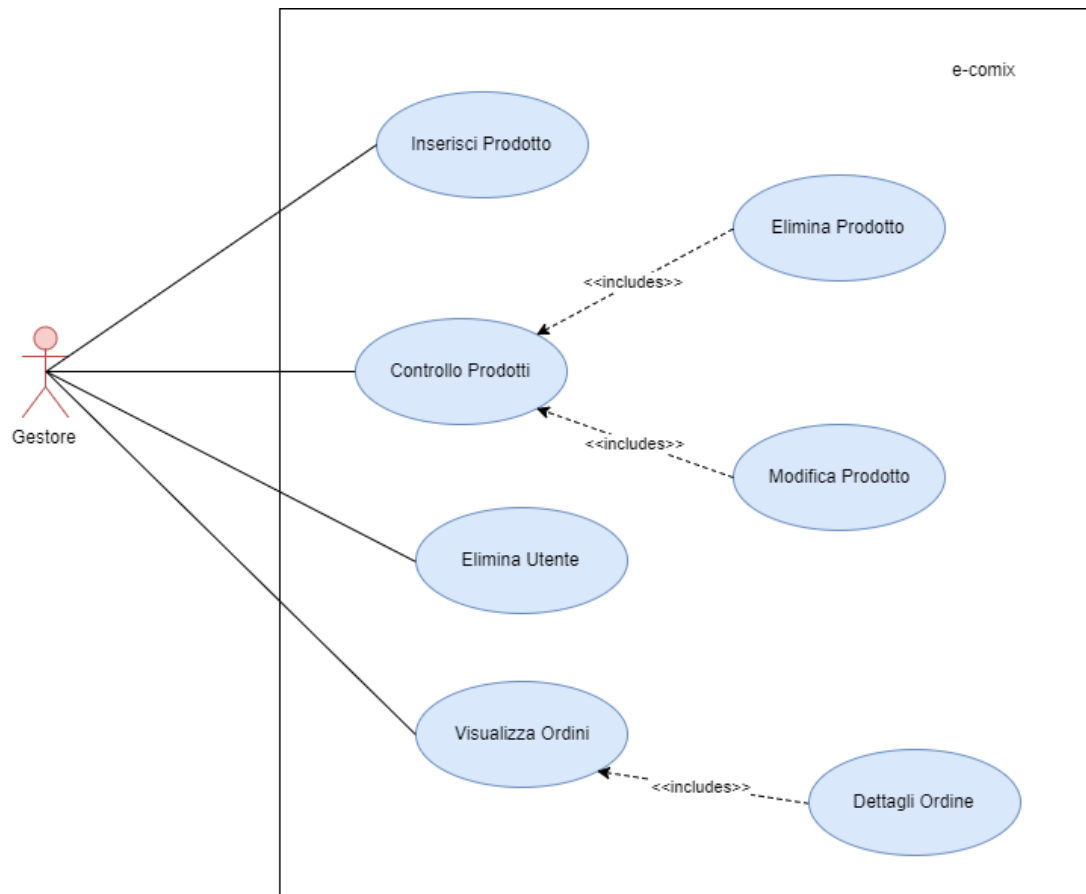 e-comix
Inserisci Prodotto
Elimina Prodotto
<<includes>>
Controllo Prodotti
Gestore
<<includes>>
Modifica Prodotto
Elimina Utente
Visualizza Ordini
<<includes>>
Dettagli Ordine